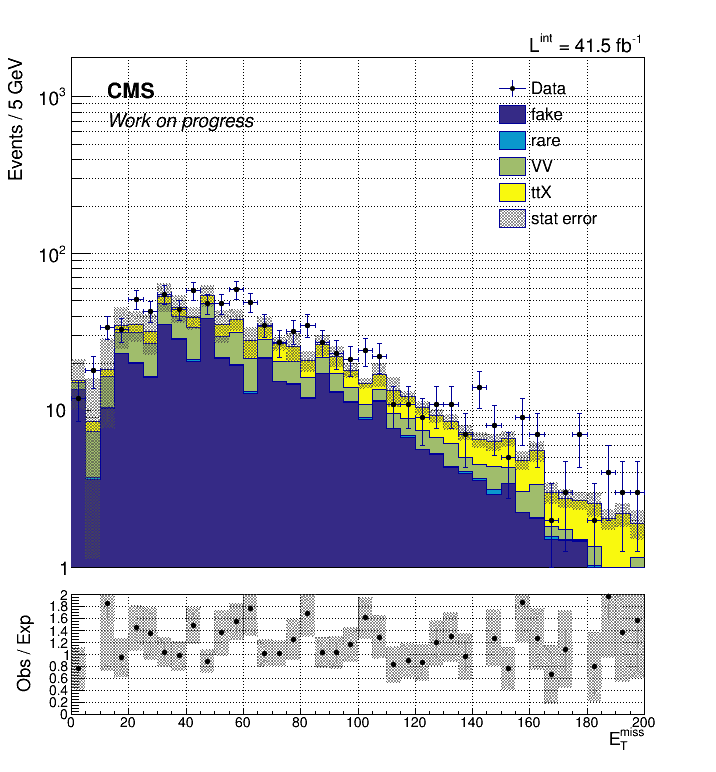 L^int = 41.5 fb^-1
Events / 5 GeV
CMS
Work on progress
Data
fake
rare
VV
ttX
stat error
10^3
10^2
10
1
Obs / Exp
2
1.8
1.6
1.4
1.2
1
0.8
0.6
0.4
0.2
0
0 20 40 60 80 100 120 140 160 180 200
E_T^miss